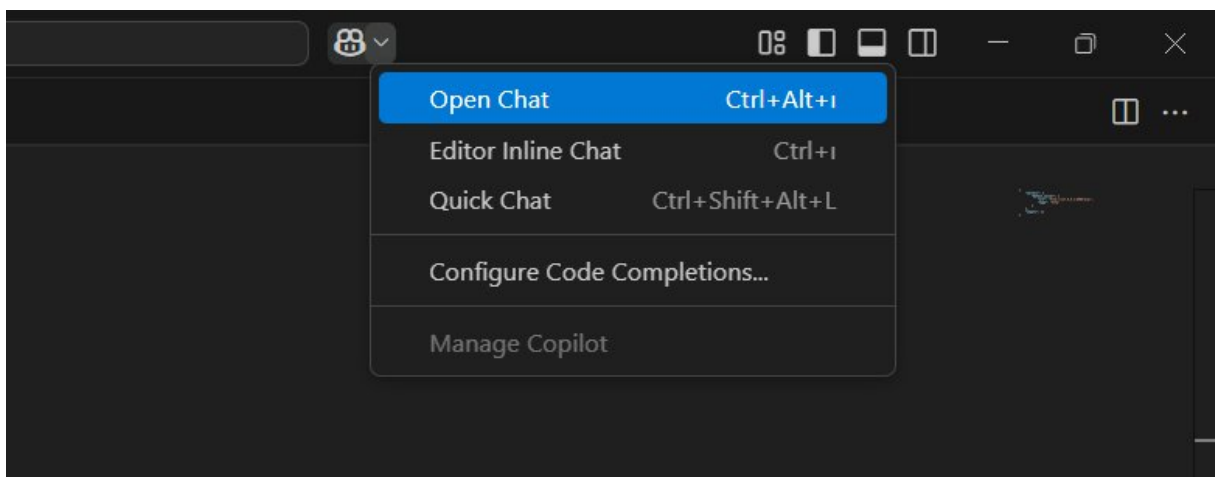 Open Chat Ctrl+Alt+ı
Editor Inline Chat Ctrl+ı
Quick Chat Ctrl+Shift+Alt+L
Configure Code Completions...
Manage Copilot